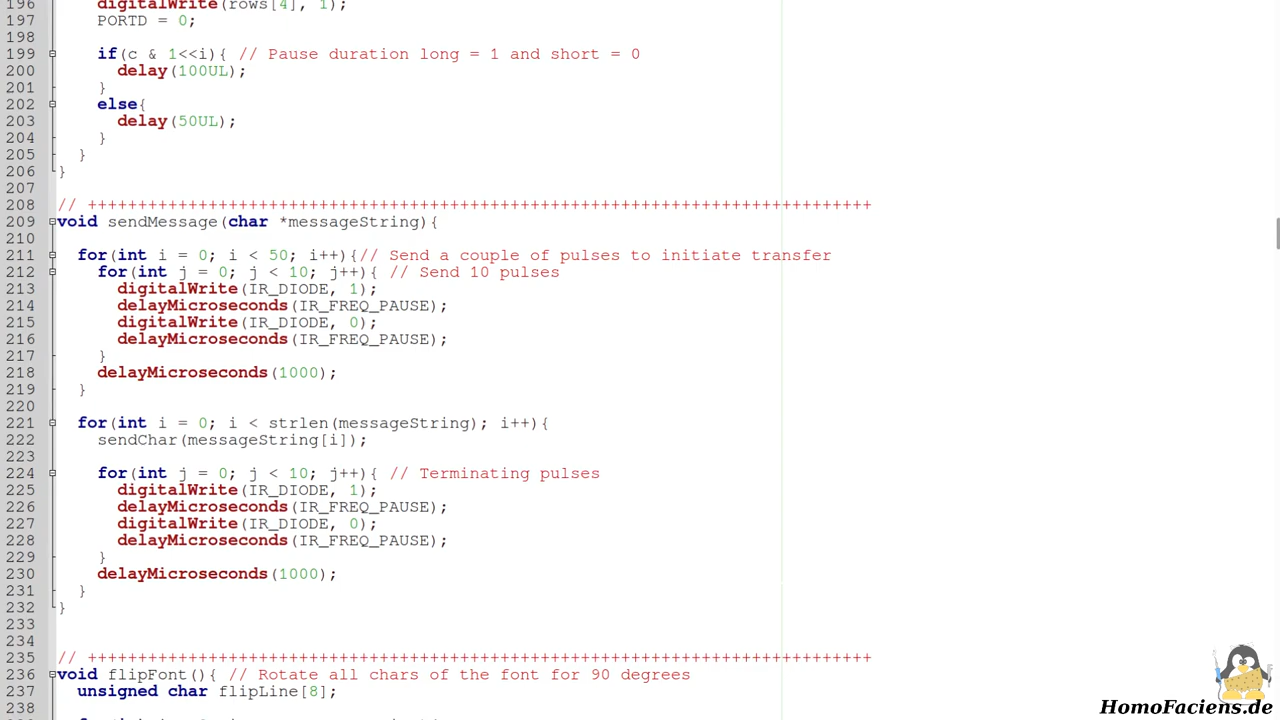 196 digitalWrite(rows[4], 1);
197 PORTD = 0;
198
199 if(c & 1<<i){ // Pause duration long = 1 and short = 0
200 delay(100UL);
201 }
202 else{
203 delay(50UL);
204 }
205 }
206 }
207
208 // ++++++++++++++++++++++++++++++++++++++++++++++++++++++++++++++++++++++++++++++
209 void sendMessage(char *messageString){
210
211 for(int i = 0; i < 50; i++){// Send a couple of pulses to initiate transfer
212 for(int j = 0; j < 10; j++){ // Send 10 pulses
213 digitalWrite(IR_DIODE, 1);
214 delayMicroseconds(IR_FREQ_PAUSE);
215 digitalWrite(IR_DIODE, 0);
216 delayMicroseconds(IR_FREQ_PAUSE);
217 }
218 delayMicroseconds(1000);
219 }
220
221 for(int i = 0; i < strlen(messageString); i++){
222 sendChar(messageString[i]);
223
224 for(int j = 0; j < 10; j++){ // Terminating pulses
225 digitalWrite(IR_DIODE, 1);
226 delayMicroseconds(IR_FREQ_PAUSE);
227 digitalWrite(IR_DIODE, 0);
228 delayMicroseconds(IR_FREQ_PAUSE);
229 }
230 delayMicroseconds(1000);
231 }
232 }
233
234
235 // ++++++++++++++++++++++++++++++++++++++++++++++++++++++++++++++++++++++++++++++
236 void flipFont(){ // Rotate all chars of the font for 90 degrees
237 unsigned char flipLine[8];
238
HomoFaciens.de